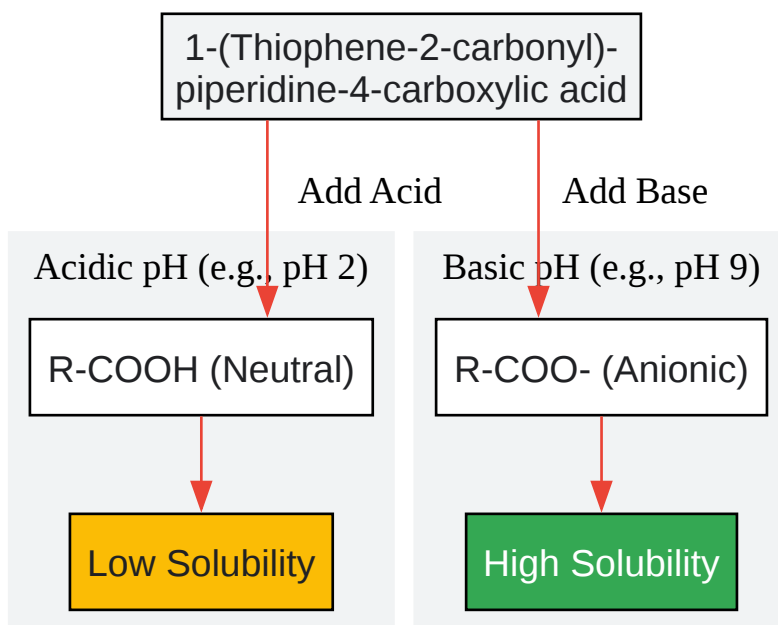 1-(Thiophene-2-carbonyl)-
piperidine-4-carboxylic acid
Add Acid
Add Base
Acidic pH (e.g., pH 2)
Basic pH (e.g., pH 9)
R-COOH (Neutral)
R-COO- (Anionic)
Low Solubility
High Solubility